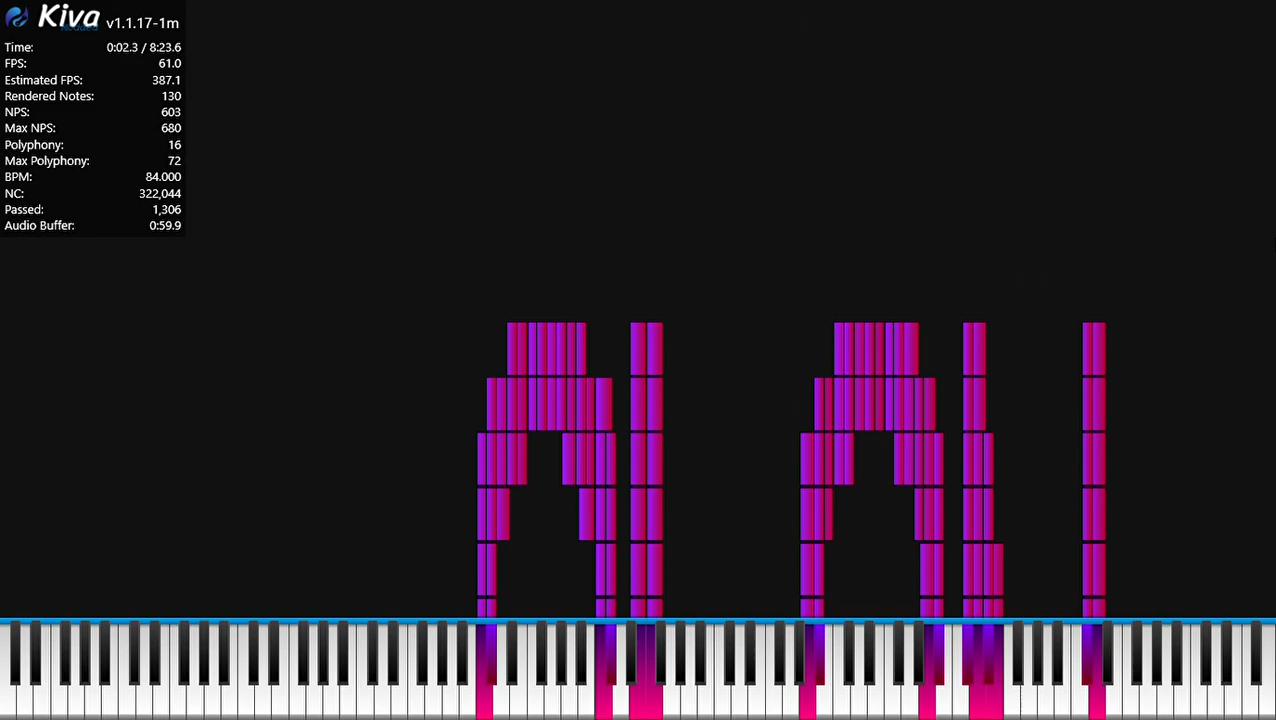 Kiva v1.1.17-1m
Time: 0:02.3 / 8:23.6
FPS: 61.0
Estimated FPS: 387.1
Rendered Notes: 130
NPS: 603
Max NPS: 680
Polyphony: 16
Max Polyphony: 72
BPM: 84.000
NC: 322,044
Passed: 1,306
Audio Buffer: 0:59.9